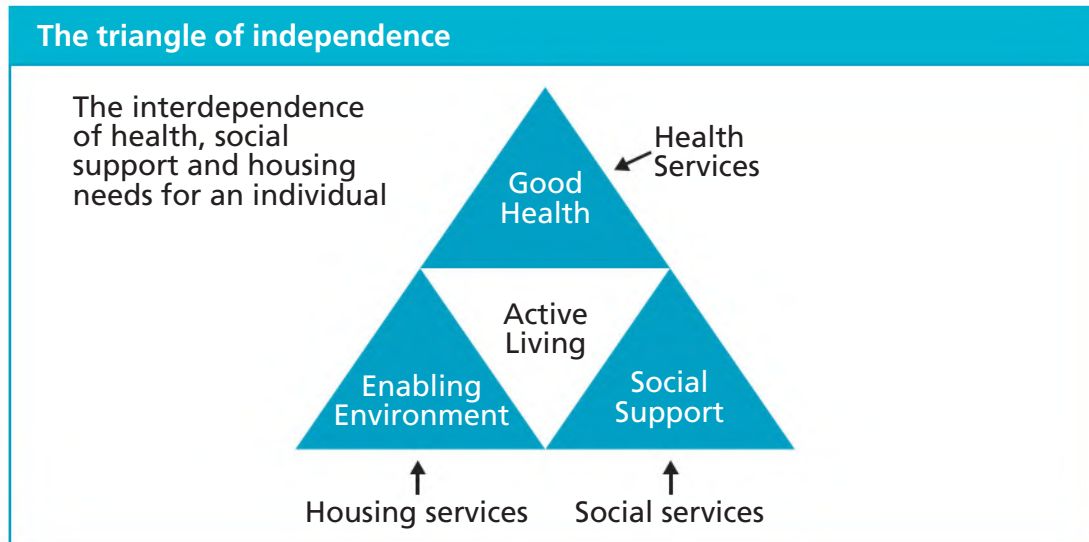 The triangle of independence
The interdependence
of health, social
support and housing
needs for an individual
Health
Services
Good
Health
Active
Living
Enabling
Environment
Social
Support
Housing services
Social services